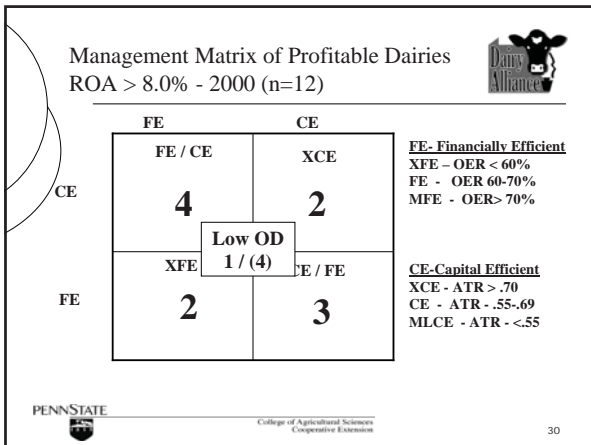 Management Matrix of Profitable Dairies
ROA > 8.0% - 2000 (n=12)
Dairy
Alliance
FE CE
FE / CE XCE
CE
4 2
Low OD
1 / (4)
XFE CE / FE
FE
2 3
FE- Financially Efficient
XFE – OER < 60%
FE - OER 60-70%
MFE - OER> 70%
CE-Capital Efficient
XCE - ATR > .70
CE - ATR - .55-.69
MLCE - ATR - <.55
PENNSTATE
College of Agricultural Sciences
Cooperative Extension
30